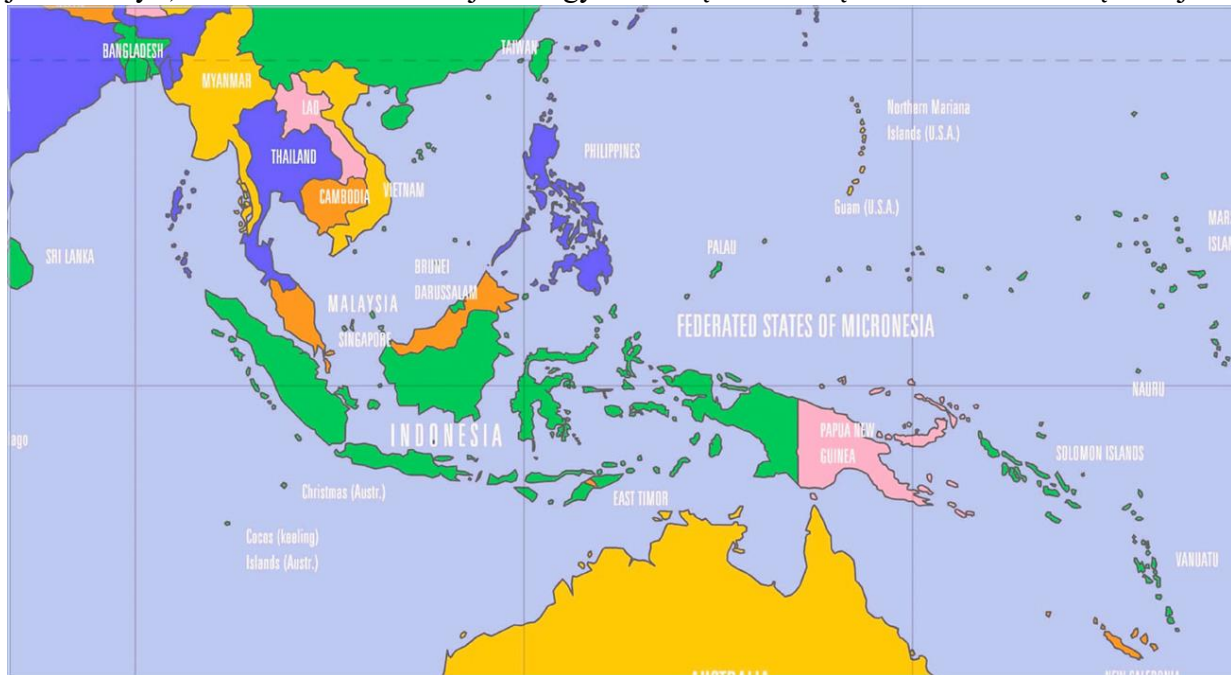 BANGLADESH
TAIWAN
MYANMAR
Northern Mariana
Islands (U.S.A.)
LAO
THAILAND
PHILIPPINES
CAMBODIA
VIETNAM
Guam (U.S.A.)
SRI LANKA
PALAU
BRUNEI
DARUSSALAM
MALAYSIA
SINGAPORE
FEDERATED STATES OF MICRONESIA
NAURU
INDONESIA
PAPUA NEW
GUINEA
SOLOMON ISLANDS
Christmas (Austr.)
EAST TIMOR
Cocos (keeling)
Islands (Austr.)
VANUATU